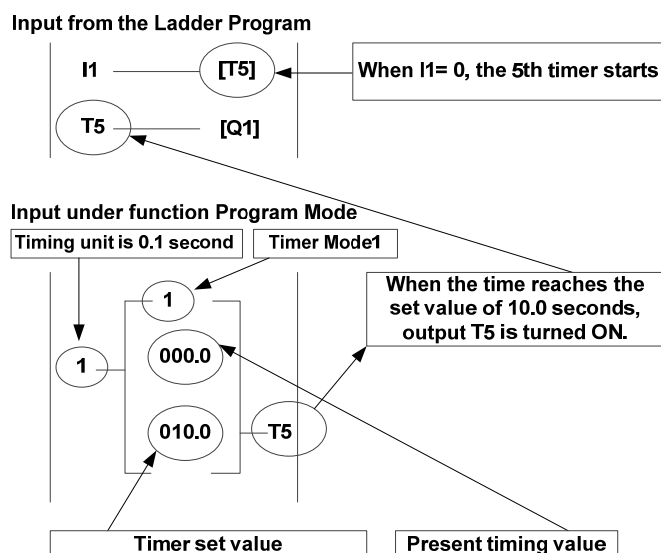 Input from the Ladder Program
I1 [T5]
When I1= 0, the 5th timer starts
T5 [Q1]
Input under function Program Mode
Timing unit is 0.1 second
Timer Mode1
1
When the time reaches the
set value of 10.0 seconds,
output T5 is turned ON.
000.0
1
010.0
T5
Timer set value
Present timing value